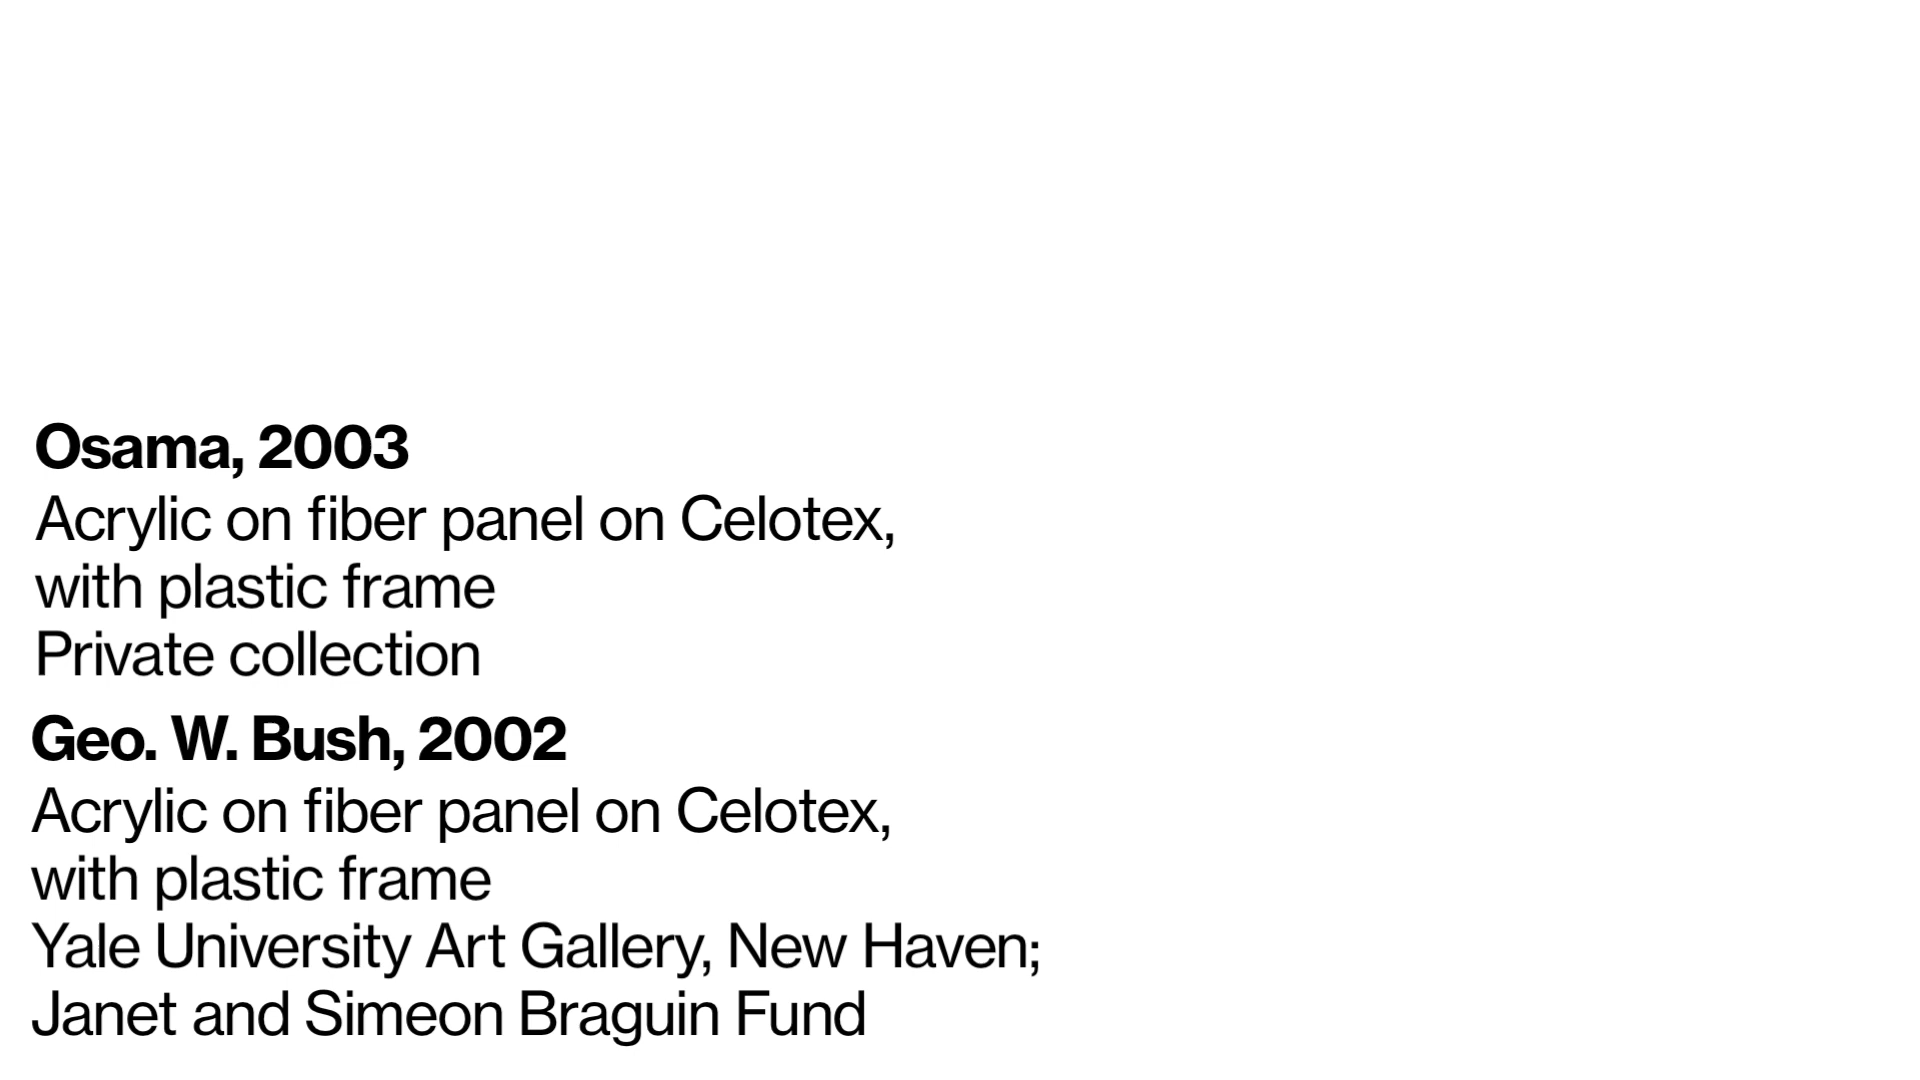 Osama, 2003
Acrylic on fiber panel on Celotex,
with plastic frame
Private collection
Geo. W. Bush, 2002
Acrylic on fiber panel on Celotex,
with plastic frame
Yale University Art Gallery, New Haven;
Janet and Simeon Braguin Fund